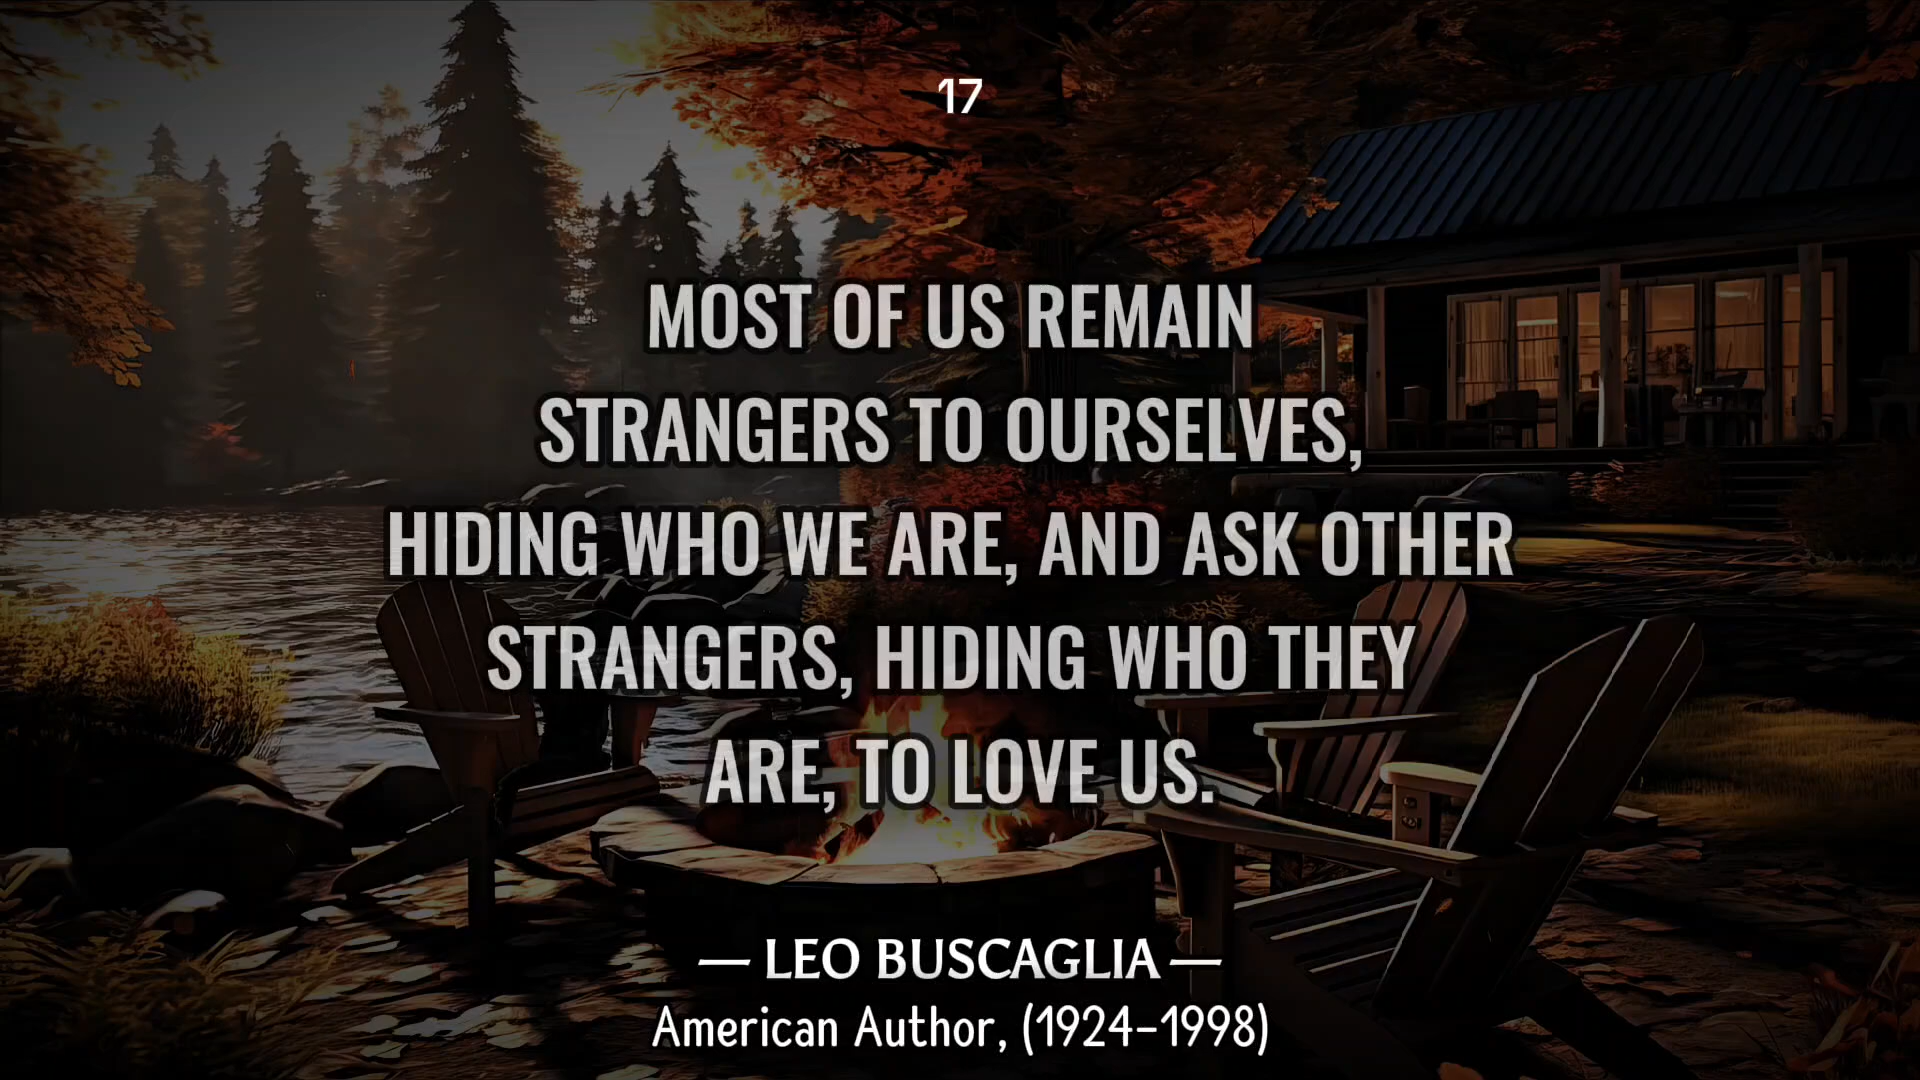 17
MOST OF US REMAIN
STRANGERS TO OURSELVES,
HIDING WHO WE ARE, AND ASK OTHER
STRANGERS, HIDING WHO THEY
ARE, TO LOVE US.
— LEO BUSCAGLIA —
American Author, (1924–1998)